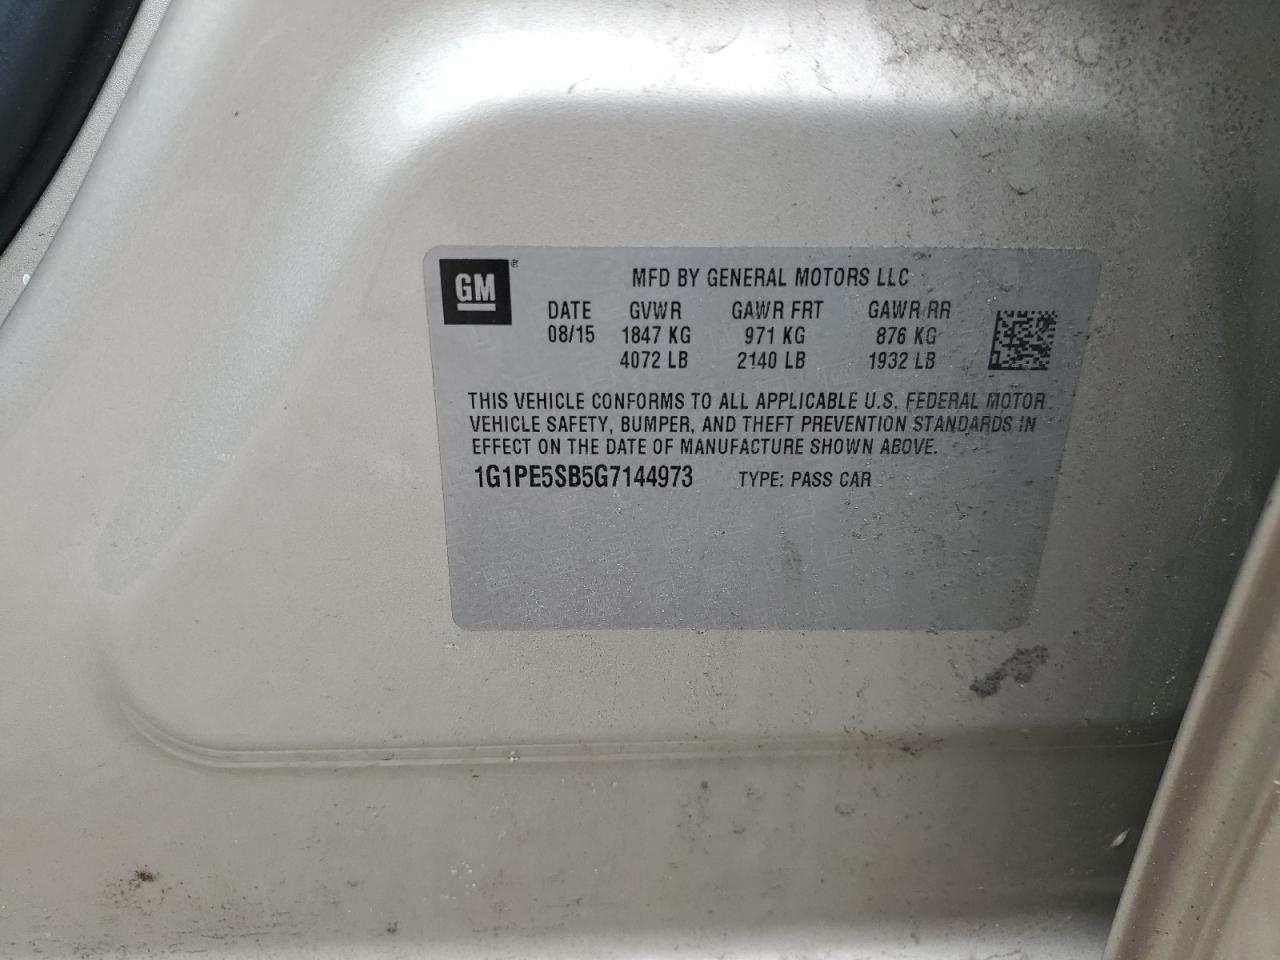 GM ®
MFD BY GENERAL MOTORS LLC
DATE GVWR GAWR FRT GAWR RR
08/15 1847 KG 971 KG 876 KG
4072 LB 2140 LB 1932 LB
THIS VEHICLE CONFORMS TO ALL APPLICABLE U.S. FEDERAL MOTOR
VEHICLE SAFETY, BUMPER, AND THEFT PREVENTION STANDARDS IN
EFFECT ON THE DATE OF MANUFACTURE SHOWN ABOVE.
1G1PE5SB5G7144973 TYPE: PASS CAR